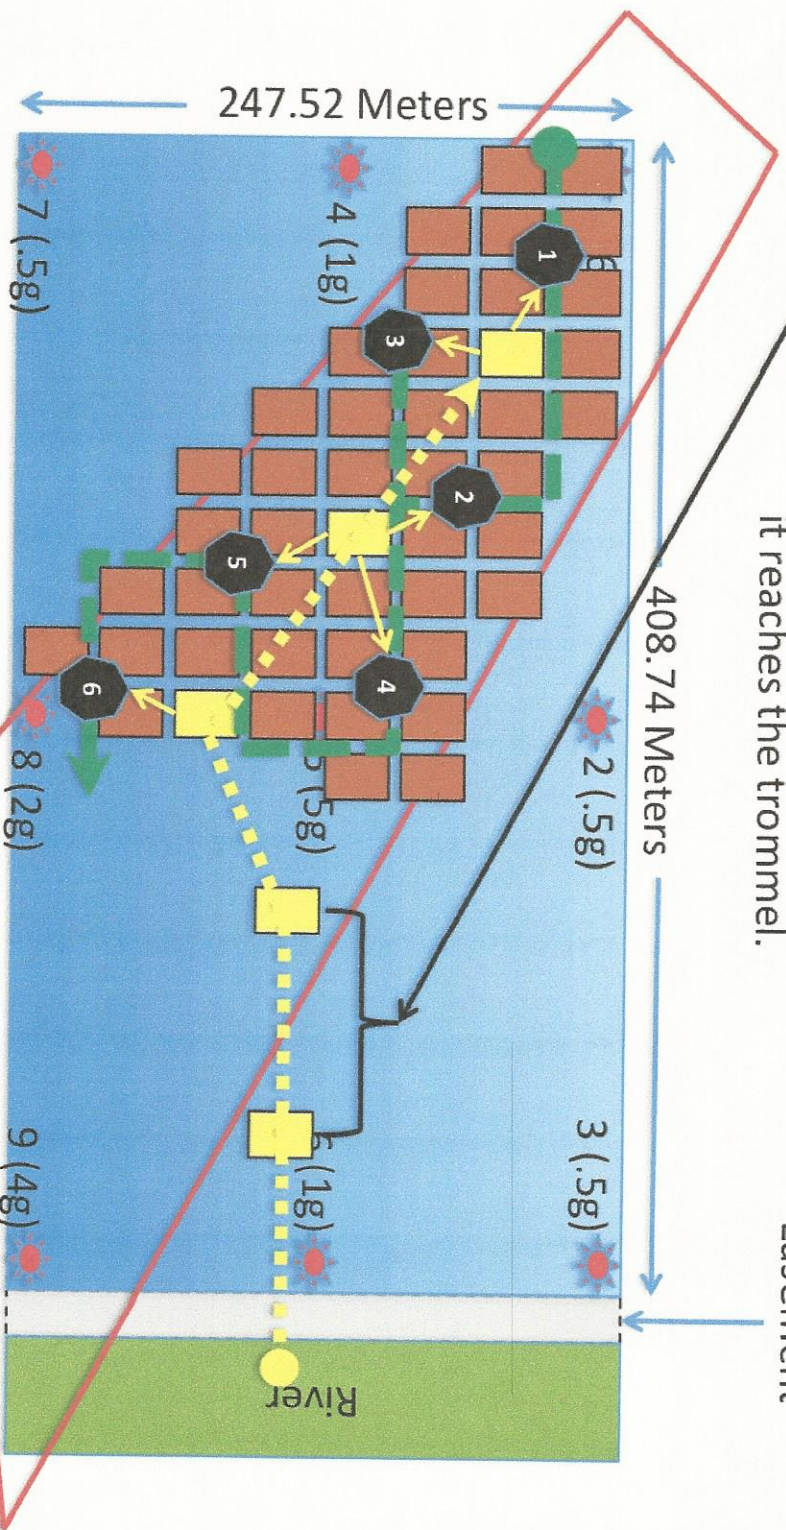 it reaches the trommel.
Easement
408.74 Meters
247.52 Meters
2 (.5g)
3 (.5g)
4 (1g)
(5g)
(1g)
7 (.5g)
8 (2g)
9 (4g)
1
2
3
4
5
6
River